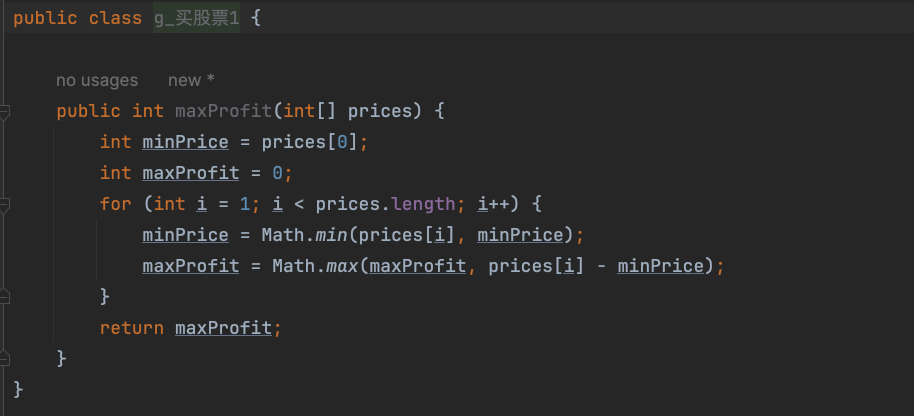 public class g_买股票1 {
no usages new *
public int maxProfit(int[] prices) {
int minPrice = prices[0];
int maxProfit = 0;
for (int i = 1; i < prices.length; i++) {
minPrice = Math.min(prices[i], minPrice);
maxProfit = Math.max(maxProfit, prices[i] - minPrice);
}
return maxProfit;
}
}